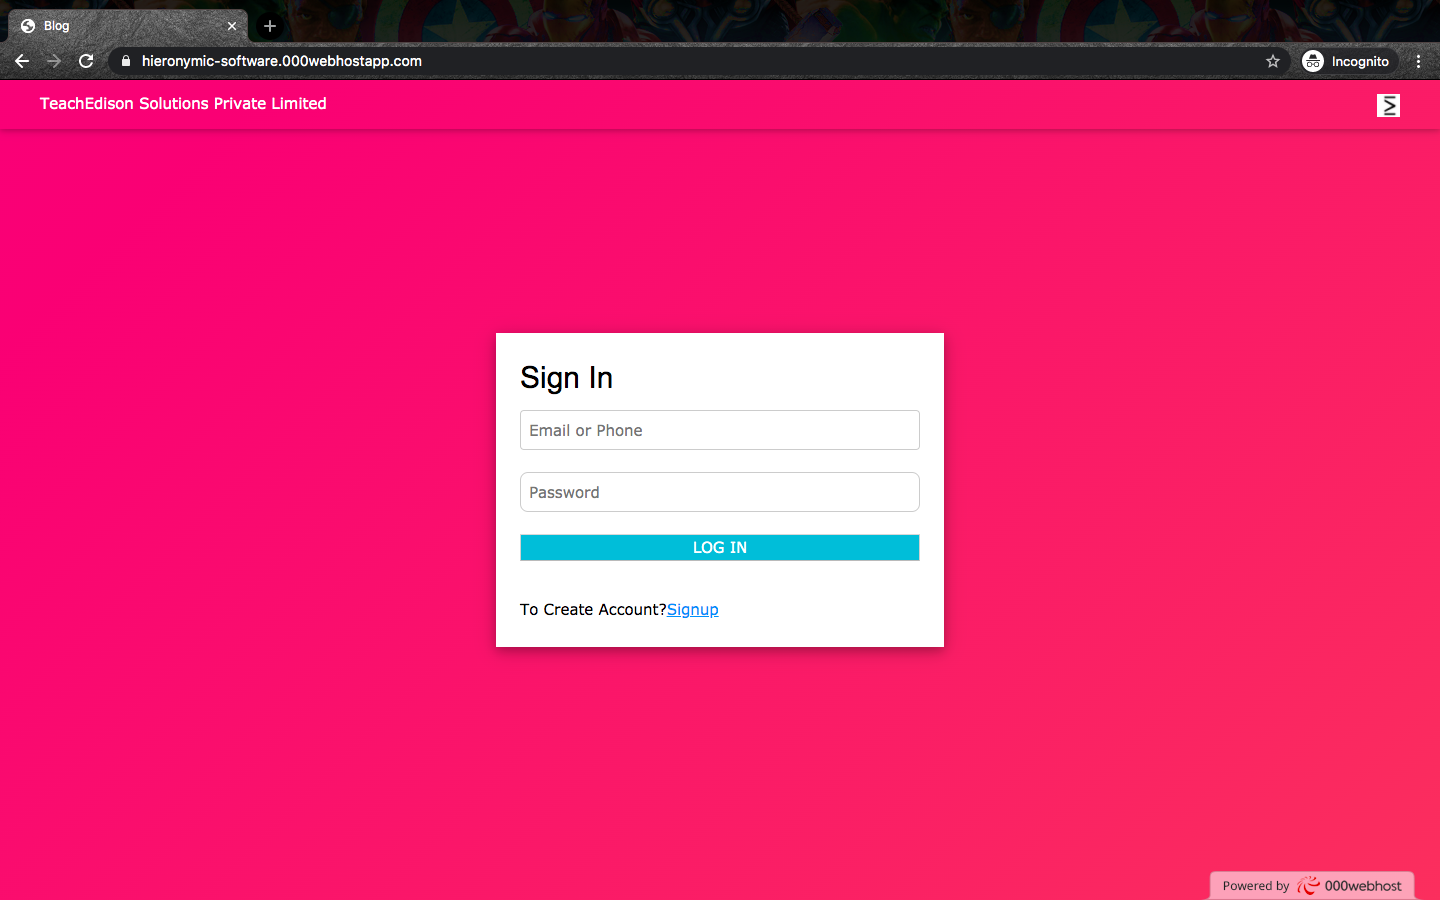 Blog
hieronymic-software.000webhostapp.com
Incognito
TeachEdison Solutions Private Limited
Sign In
Email or Phone
Password
LOG IN
To Create Account?Signup
Powered by 000webhost